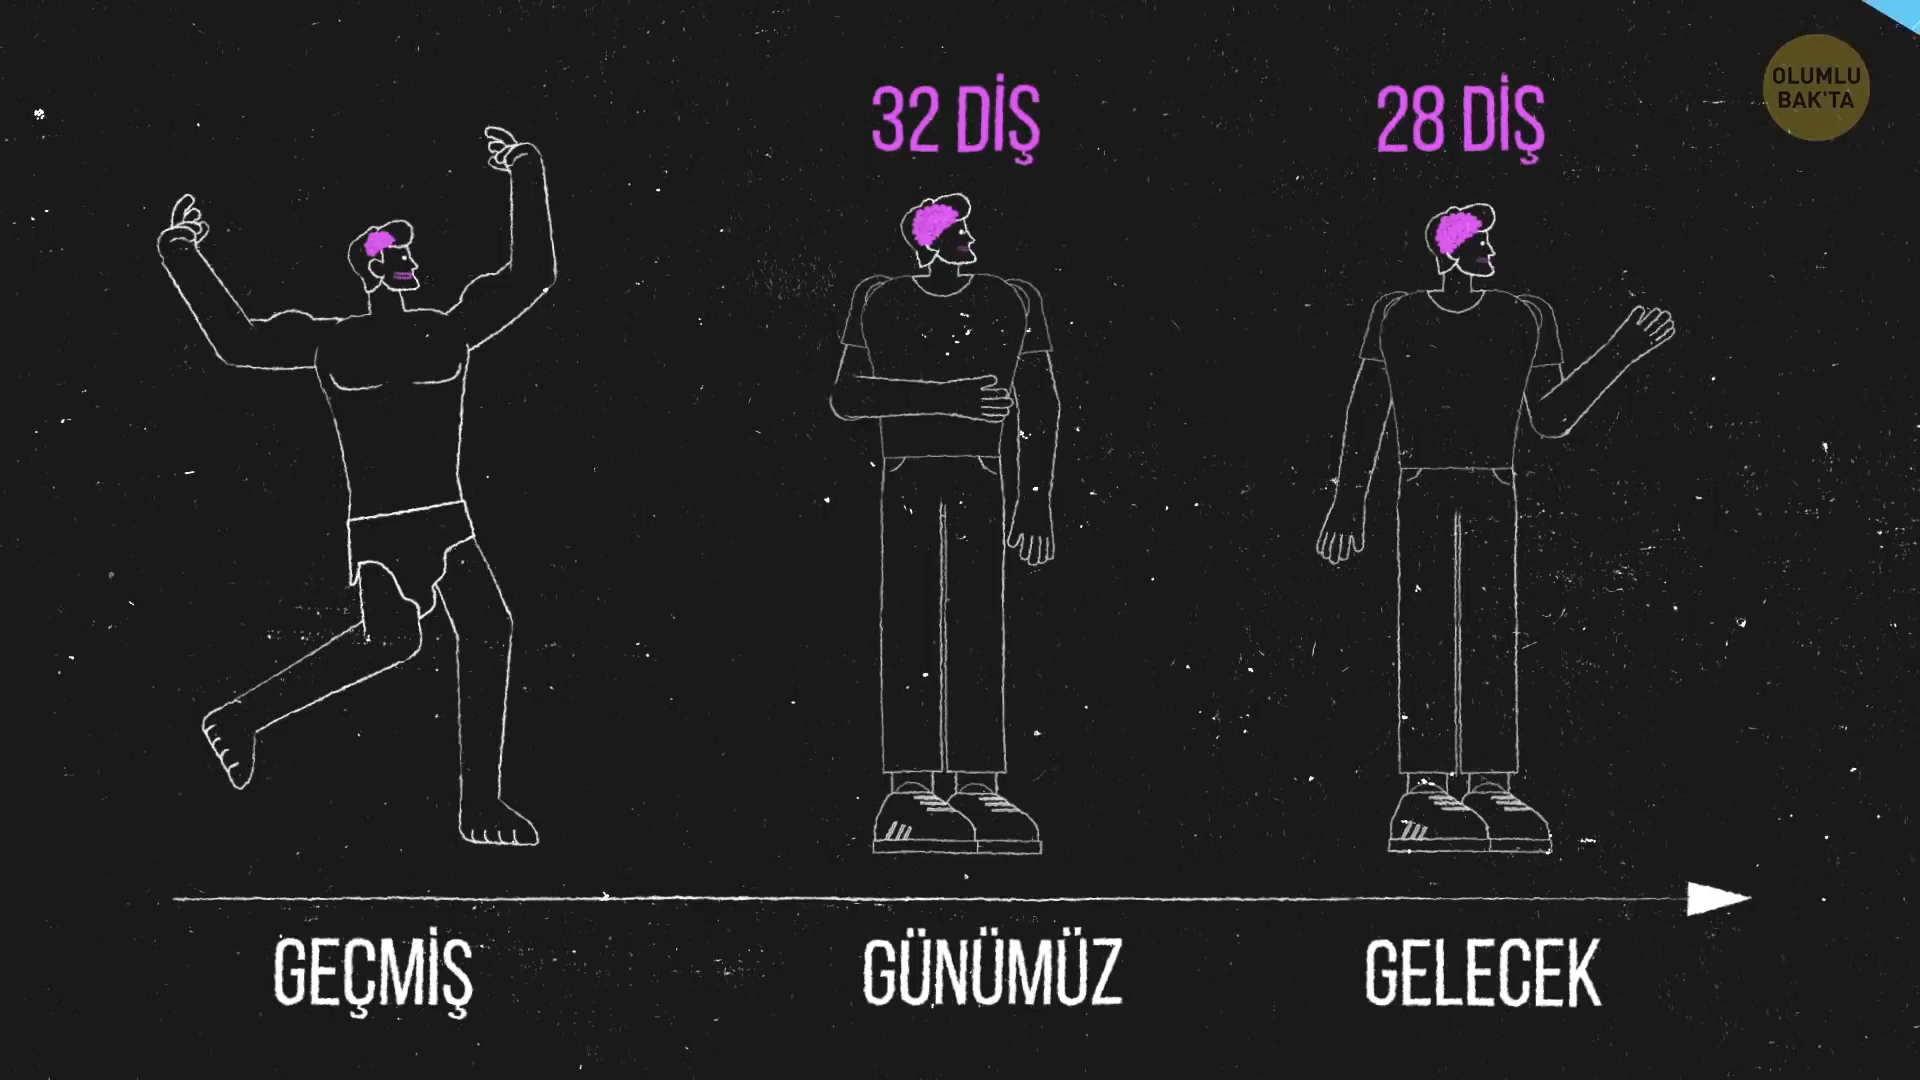 32 DİŞ
28 DİŞ
OLUMLU
BAK'TA
GEÇMİŞ
GÜNÜMÜZ
GELECEK